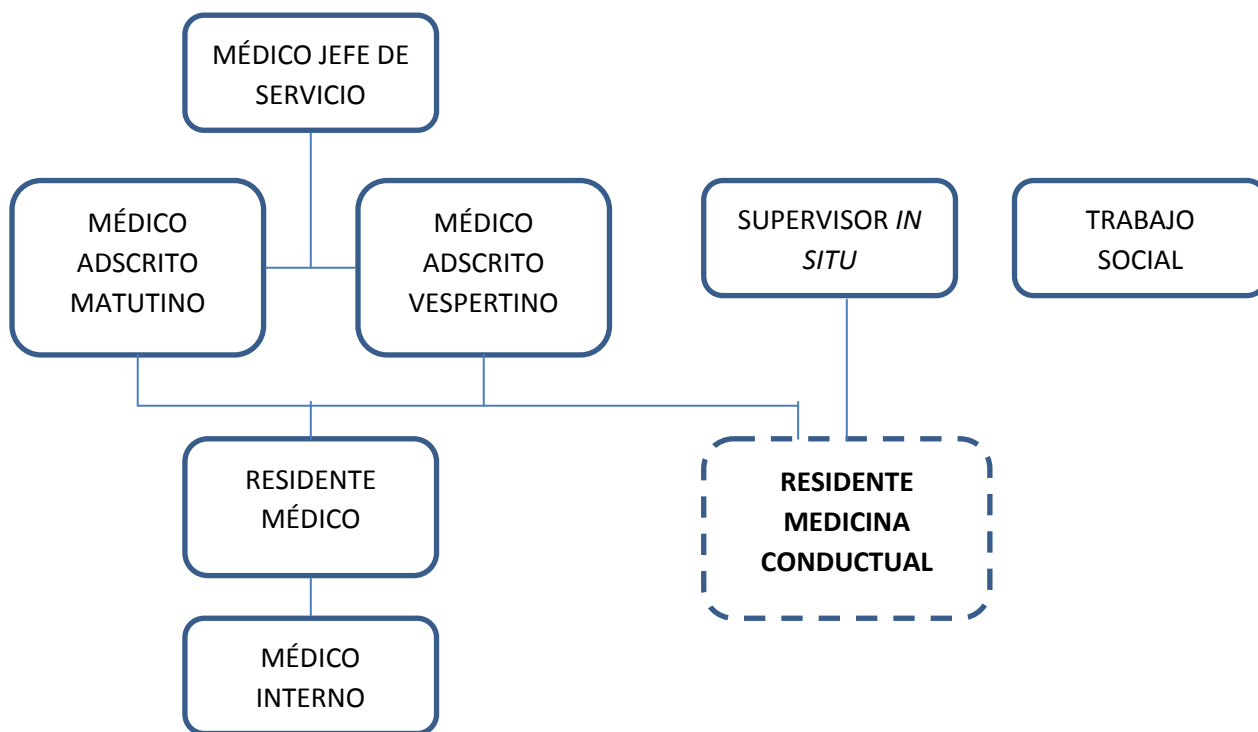 MÉDICO JEFE DE
SERVICIO
MÉDICO
ADSCRITO
MATUTINO
MÉDICO
ADSCRITO
VESPERTINO
SUPERVISOR IN
SITU
TRABAJO
SOCIAL
RESIDENTE
MÉDICO
RESIDENTE
MEDICINA
CONDUCTUAL
MÉDICO
INTERNO